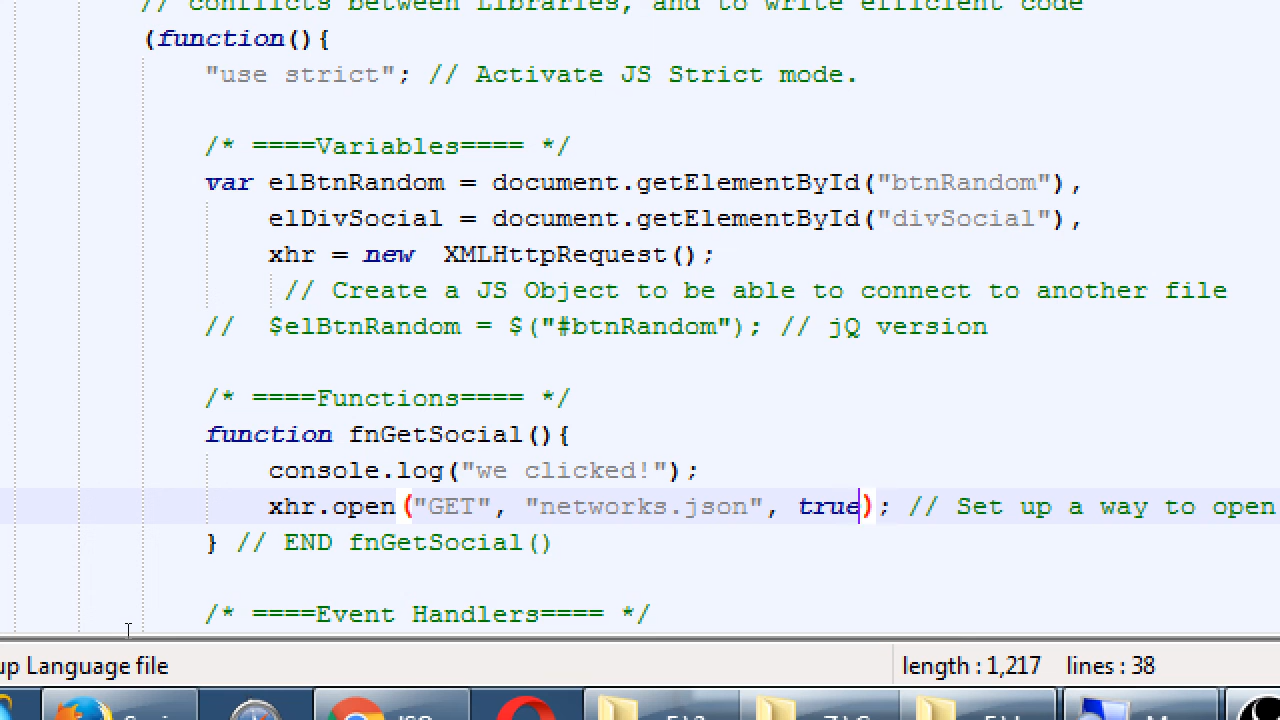 // conflicts between Libraries, and to write efficient code
(function(){
"use strict"; // Activate JS Strict mode.
/* ====Variables==== */
var elBtnRandom = document.getElementById("btnRandom"),
elDivSocial = document.getElementById("divSocial"),
xhr = new  XMLHttpRequest();
// Create a JS Object to be able to connect to another file
//  $elBtnRandom = $("#btnRandom"); // jQ version
/* ====Functions==== */
function fnGetSocial(){
console.log("we clicked!");
xhr.open("GET", "networks.json", true); // Set up a way to open
} // END fnGetSocial()
/* ====Event Handlers==== */
up Language file
length : 1,217    lines : 38